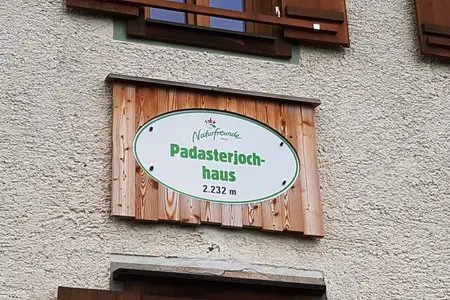 Naturfreunde
Padasterjoch-
haus
2.232 m